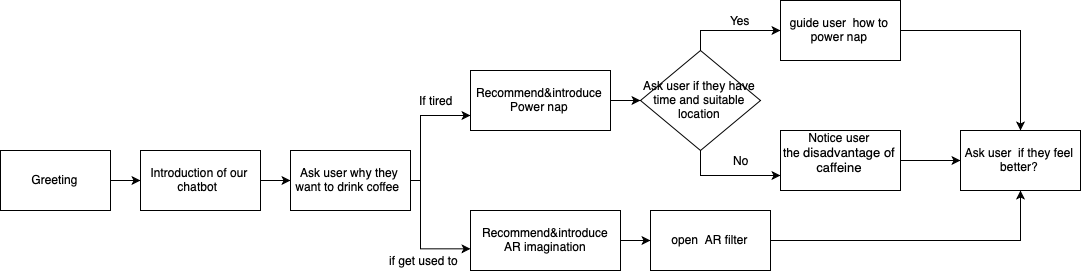 Greeting
Introduction of our
chatbot
Ask user why they
want to drink coffee
If tired
if get used to
Recommend&introduce
Power nap
Ask user if they have
time and suitable
location
Yes
No
guide user how to
power nap
Notice user
the disadvantage of
caffeine
Recommend&introduce
AR imagination
open AR filter
Ask user if they feel
better?